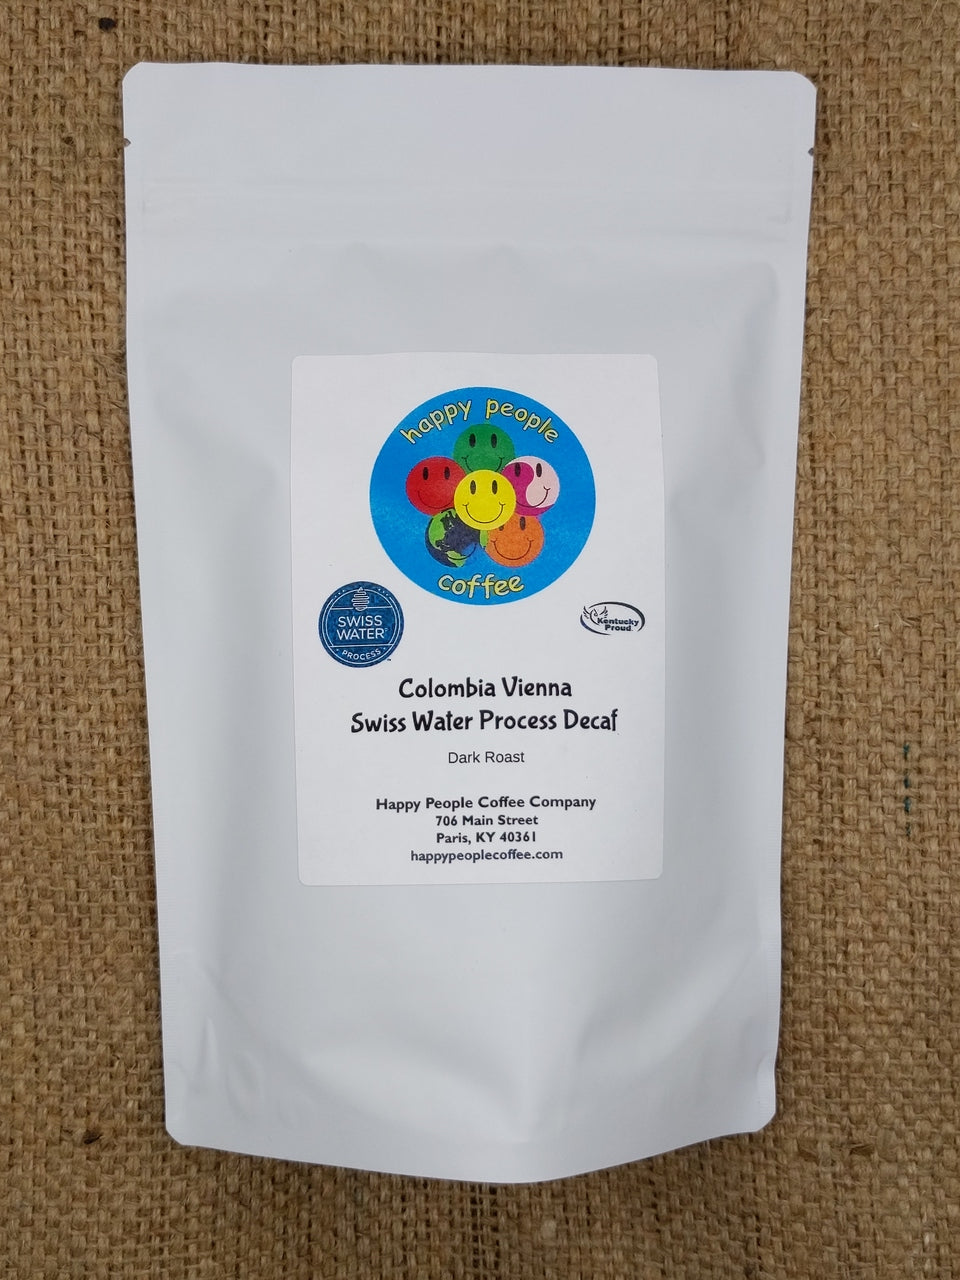 happy people
coffee
SWISS
WATER
PROCESS
TM
Kentucky
Proud
Colombia Vienna
Swiss Water Process Decaf
Dark Roast
Happy People Coffee Company
706 Main Street
Paris, KY 40361
happypeoplecoffee.com